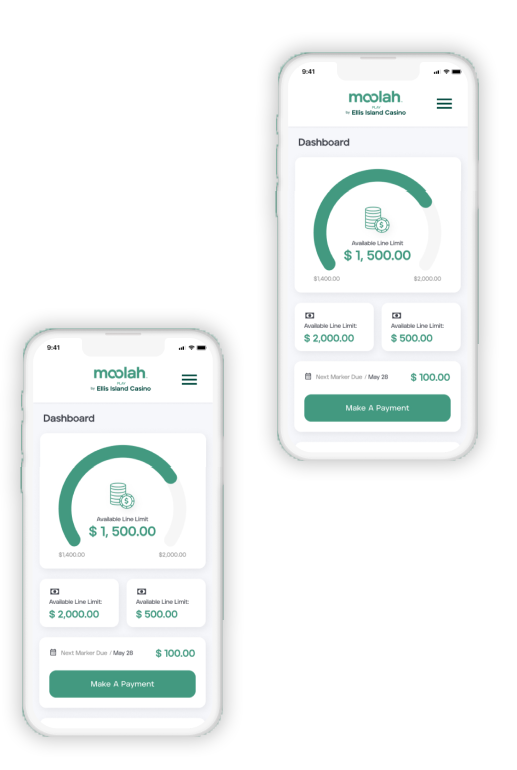 9:41
moolah
PLAY
by Ellis Island Casino
Dashboard
Available Line Limit
$ 1, 500.00
$1,400.00 $2,000.00
Available Line Limit: Available Line Limit:
$ 2,000.00 $ 500.00
Next Marker Due / May 28 $ 100.00
Make A Payment
9:41
moolah
PLAY
by Ellis Island Casino
Dashboard
Available Line Limit
$ 1, 500.00
$1,400.00 $2,000.00
Available Line Limit: Available Line Limit:
$ 2,000.00 $ 500.00
Next Marker Due / May 28 $ 100.00
Make A Payment